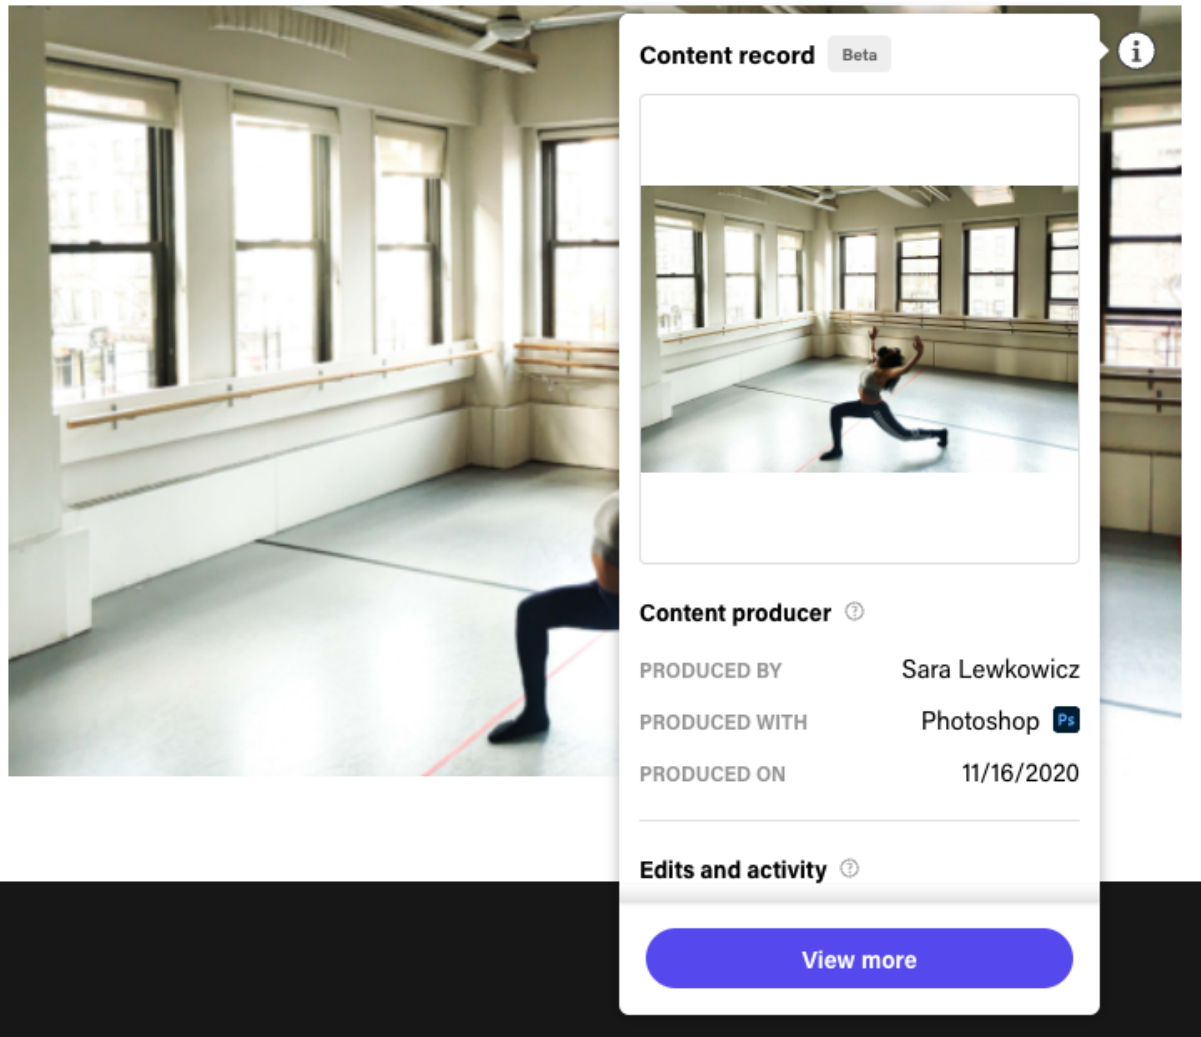 Content record Beta
Content producer
PRODUCED BY Sara Lewkowicz
PRODUCED WITH Photoshop Ps
PRODUCED ON 11/16/2020
Edits and activity
View more